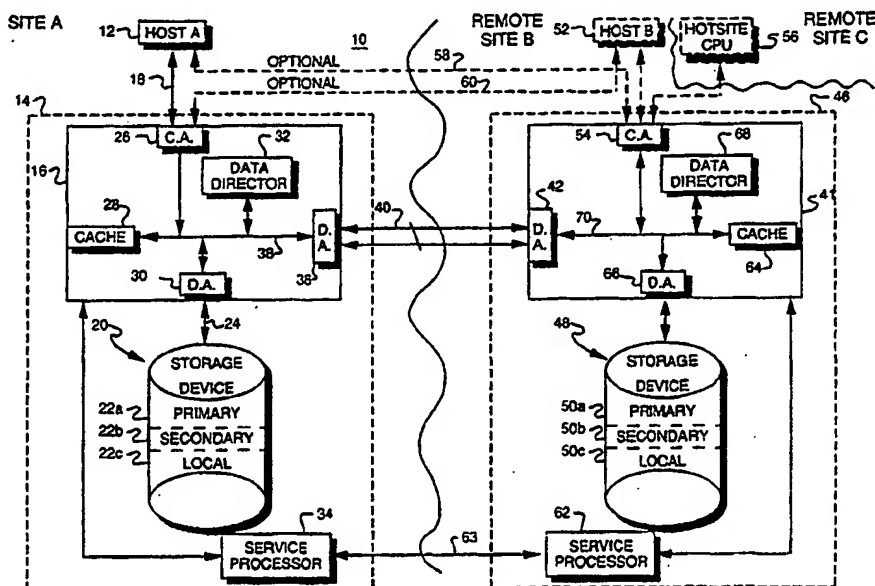 SITE A
12
HOST A
10
REMOTE
SITE B
52
HOST B
HOTSITE
CPU
56
REMOTE
SITE C
OPTIONAL
58
18
OPTIONAL
60
14
46
26
C.A.
32
54
C.A.
68
16
DATA
DIRECTOR
DATA
DIRECTOR
42
41
28
CACHE
38
D.
A.
36
40
D.
A.
70
CACHE
64
30
D.A.
66
D.A.
20
24
48
STORAGE
DEVICE
22a
PRIMARY
22b
SECONDARY
22c
LOCAL
STORAGE
DEVICE
50a
PRIMARY
50b
SECONDARY
50c
LOCAL
34
SERVICE
PROCESSOR
63
62
SERVICE
PROCESSOR